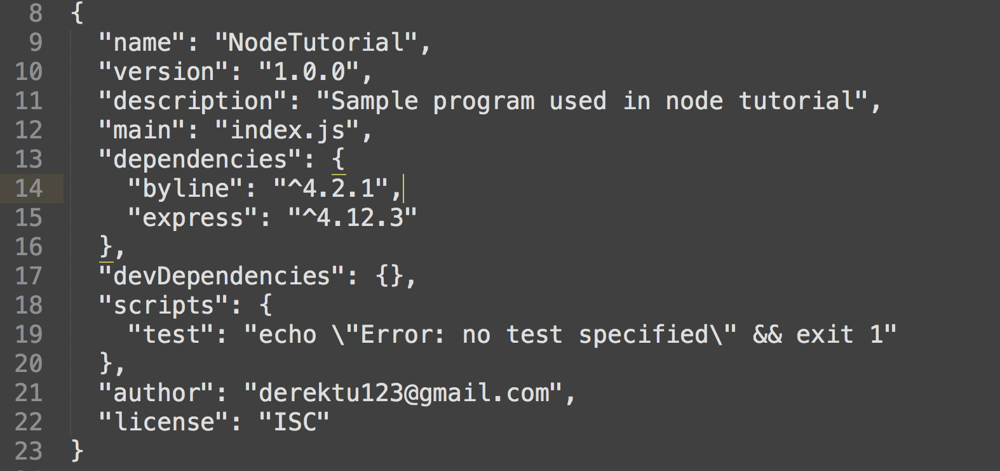 8 {
9 "name": "NodeTutorial",
10 "version": "1.0.0",
11 "description": "Sample program used in node tutorial",
12 "main": "index.js",
13 "dependencies": {
14 "byline": "^4.2.1",
15 "express": "^4.12.3"
16 },
17 "devDependencies": {},
18 "scripts": {
19 "test": "echo \"Error: no test specified\" && exit 1"
20 },
21 "author": "derektu123@gmail.com",
22 "license": "ISC"
23 }